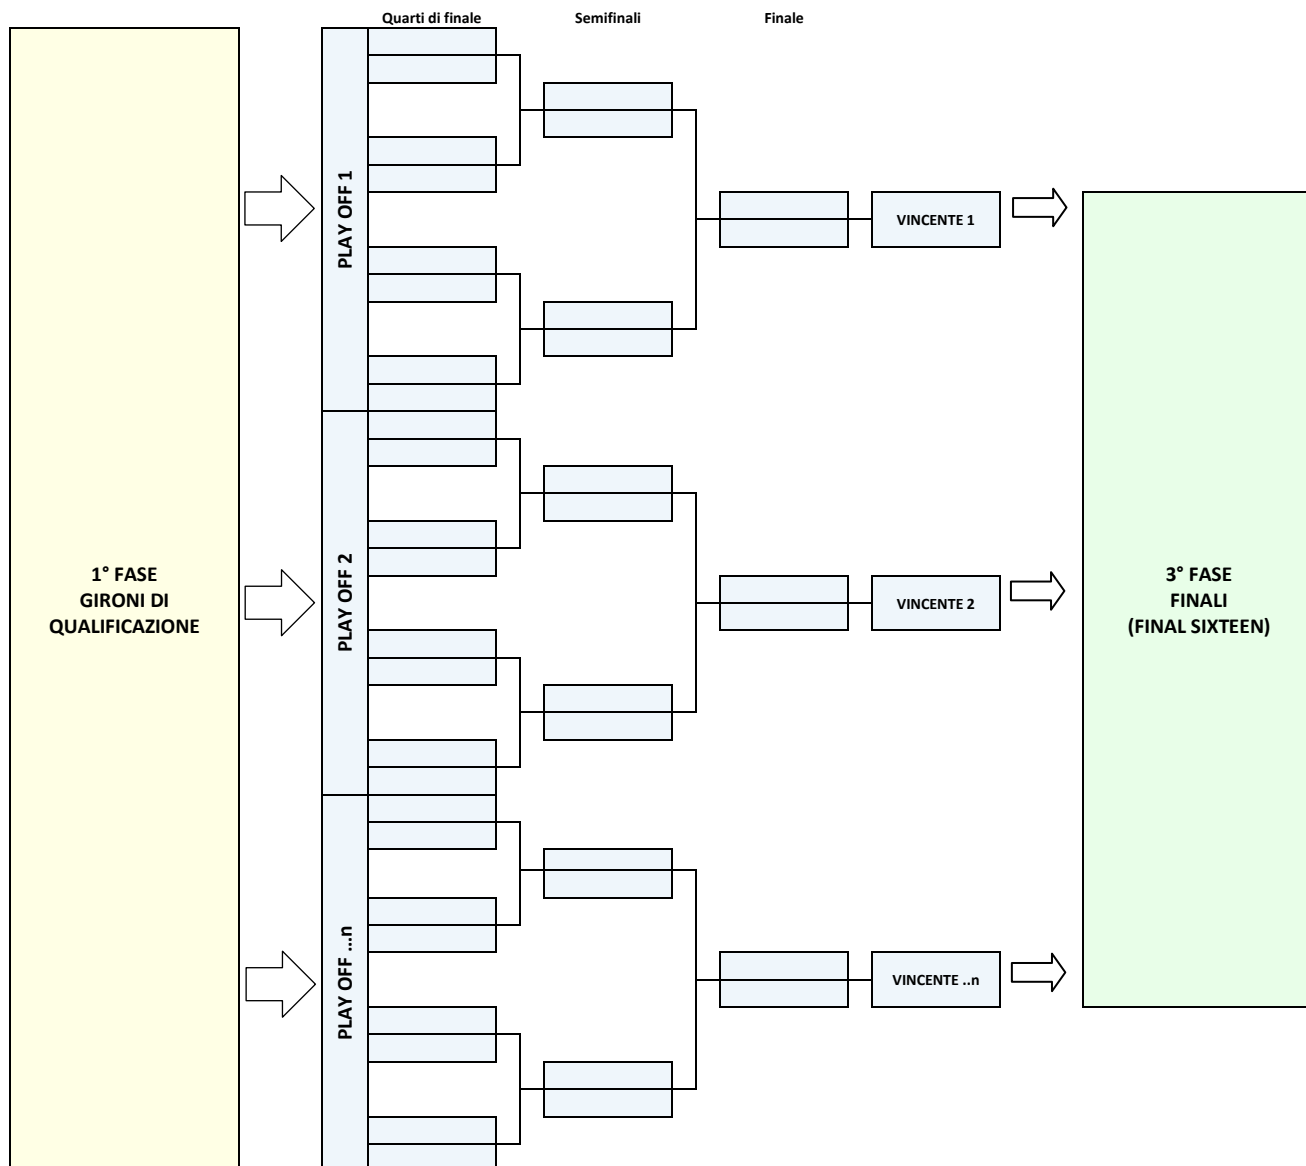 Quarti di finale
Semifinali
Finale
1° FASE
GIRONI DI
QUALIFICAZIONE
PLAY OFF 1
VINCENTE 1
PLAY OFF 2
VINCENTE 2
PLAY OFF ...n
VINCENTE ..n
3° FASE
FINALI
(FINAL SIXTEEN)